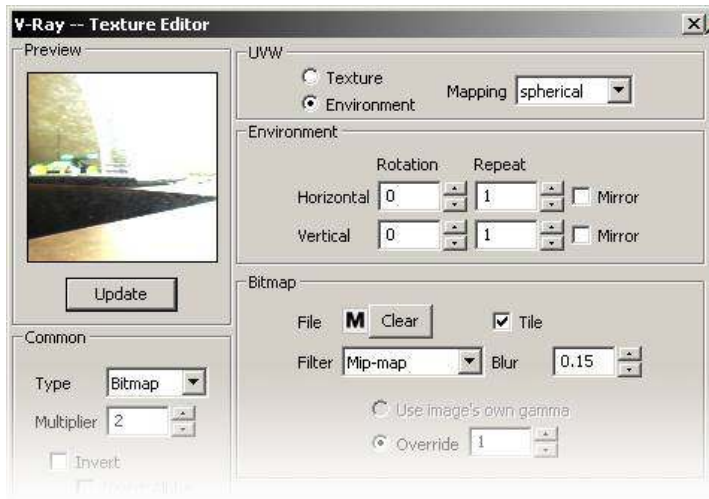 V-Ray -- Texture Editor
Preview
Update
Common
Type Bitmap
Multiplier 2
Invert
UVW
Texture
Environment
Mapping spherical
Environment
Rotation Repeat
Horizontal 0 1 Mirror
Vertical 0 1 Mirror
Bitmap
File M Clear Tile
Filter Mip-map Blur 0.15
Use image's own gamma
Override 1